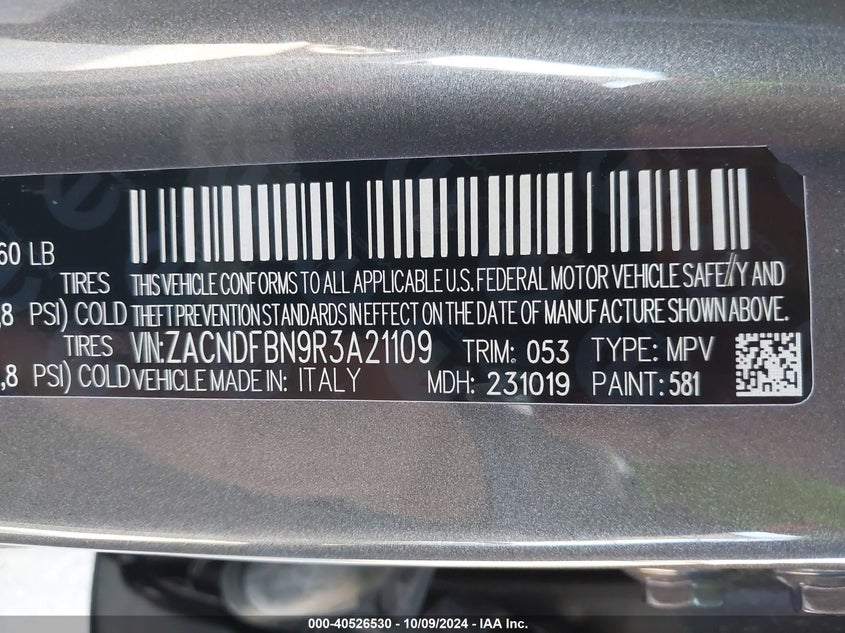 60 LB
TIRES THIS VEHICLE CONFORMS TO ALL APPLICABLE U.S. FEDERAL MOTOR VEHICLE SAFETY AND
,8 PSI) COLD THEFT PREVENTION STANDARDS IN EFFECT ON THE DATE OF MANUFACTURE SHOWN ABOVE.
TIRES VIN:ZACNDFBN9R3A21109 TRIM: 053 TYPE: MPV
,8 PSI) COLD VEHICLE MADE IN: ITALY MDH: 231019 PAINT: 581
000-40526530 - 10/09/2024 - IAA Inc.